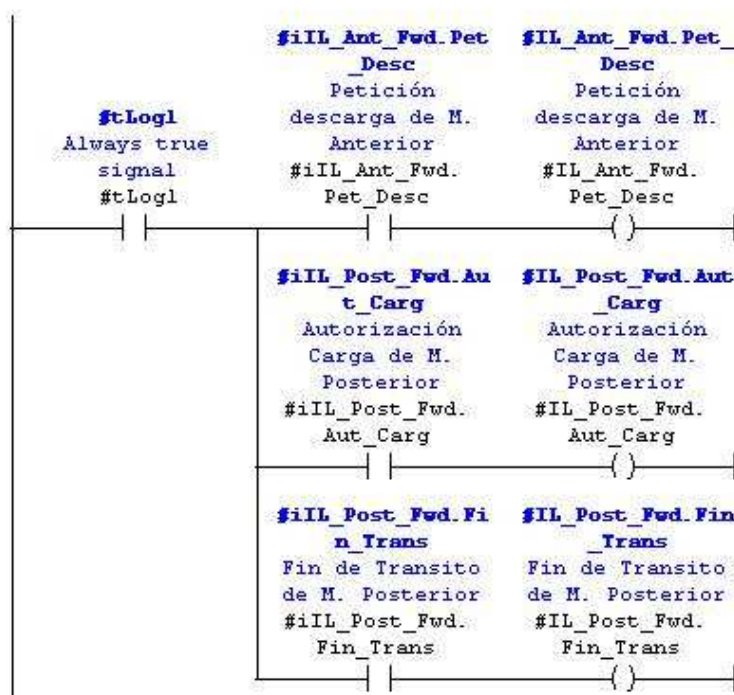 #iIL_Ant_Fwd.Pet
_Desc
Petición
descarga de M.
Anterior
#iIL_Ant_Fwd.
Pet_Desc
#IL_Ant_Fwd.Pet_
Desc
Petición
descarga de M.
Anterior
#IL_Ant_Fwd.
Pet_Desc
#tLog1
Always true
signal
#tLog1
#iIL_Post_Fwd.Au
t_Carg
Autorización
Carga de M.
Posterior
#iIL_Post_Fwd.
Aut_Carg
#IL_Post_Fwd.Aut
_Carg
Autorización
Carga de M.
Posterior
#IL_Post_Fwd.
Aut_Carg
#iIL_Post_Fwd.Fi
n_Trans
Fin de Transito
de M. Posterior
#iIL_Post_Fwd.
Fin_Trans
#IL_Post_Fwd.Fin
_Trans
Fin de Transito
de M. Posterior
#IL_Post_Fwd.
Fin_Trans